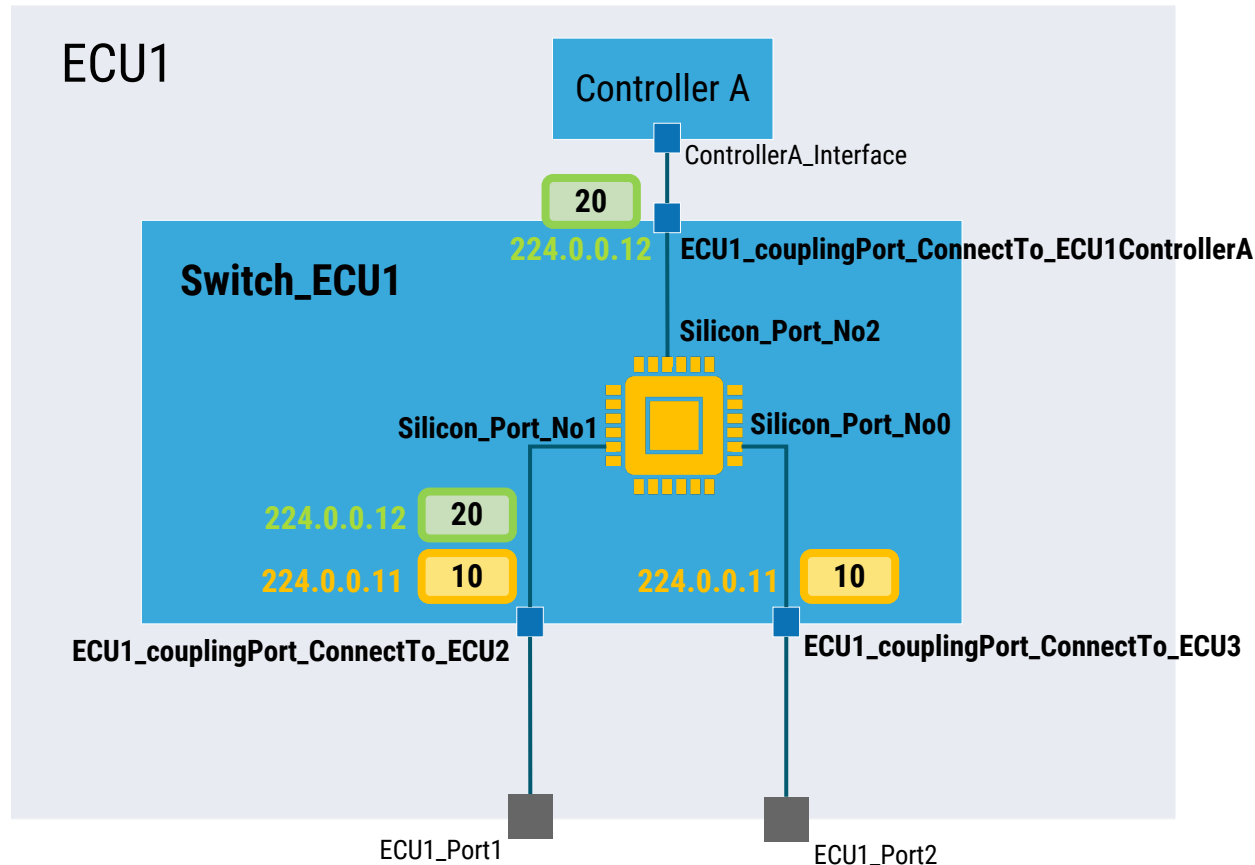 ECU1
Controller A
ControllerA_Interface
20
224.0.0.12
ECU1_couplingPort_ConnectTo_ECU1ControllerA
Switch_ECU1
Silicon_Port_No2
Silicon_Port_No1
Silicon_Port_No0
224.0.0.12
20
224.0.0.11
10
224.0.0.11
10
ECU1_couplingPort_ConnectTo_ECU2
ECU1_couplingPort_ConnectTo_ECU3
ECU1_Port1
ECU1_Port2